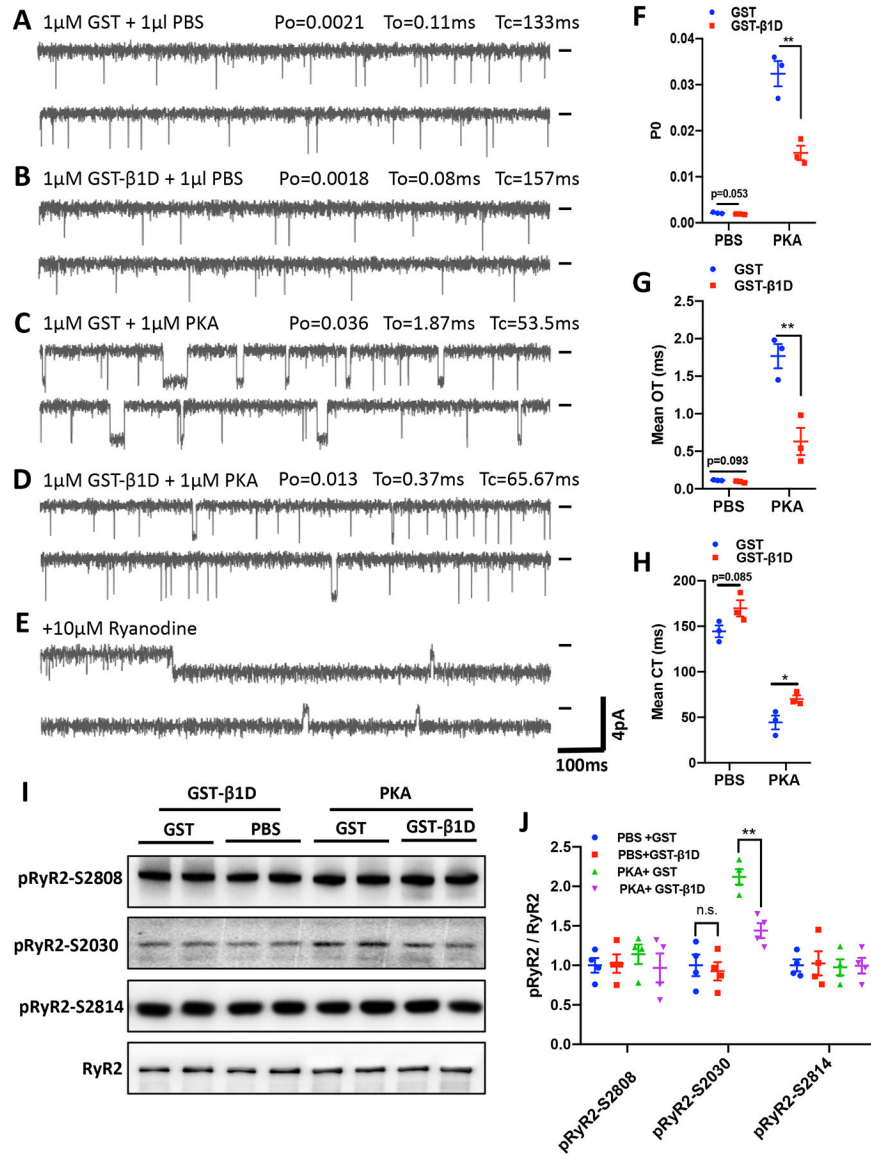 A 1μM GST + 1μl PBS Po=0.0021 To=0.11ms Tc=133ms
B 1μM GST-β1D + 1μl PBS Po=0.0018 To=0.08ms Tc=157ms
C 1μM GST + 1μM PKA Po=0.036 To=1.87ms Tc=53.5ms
D 1μM GST-β1D + 1μM PKA Po=0.013 To=0.37ms Tc=65.67ms
E +10μM Ryanodine
4pA
100ms
F
GST
GST-β1D
P0
0.04
0.03
0.02
0.01
0.00
p=0.053
**
PBS PKA
G
GST
GST-β1D
Mean OT (ms)
2.5
2.0
1.5
1.0
0.5
0.0
p=0.093
**
PBS PKA
H
GST
GST-β1D
Mean CT (ms)
200
150
100
50
0
p=0.085
*
PBS PKA
I
GST-β1D PKA
GST PBS GST GST-β1D
pRyR2-S2808
pRyR2-S2030
pRyR2-S2814
RyR2
J
PBS +GST
PBS+GST-β1D
PKA+ GST
PKA+ GST-β1D
pRyR2 / RyR2
2.5
2.0
1.5
1.0
0.5
0.0
n.s.
**
pRyR2-S2808
pRyR2-S2030
pRyR2-S2814